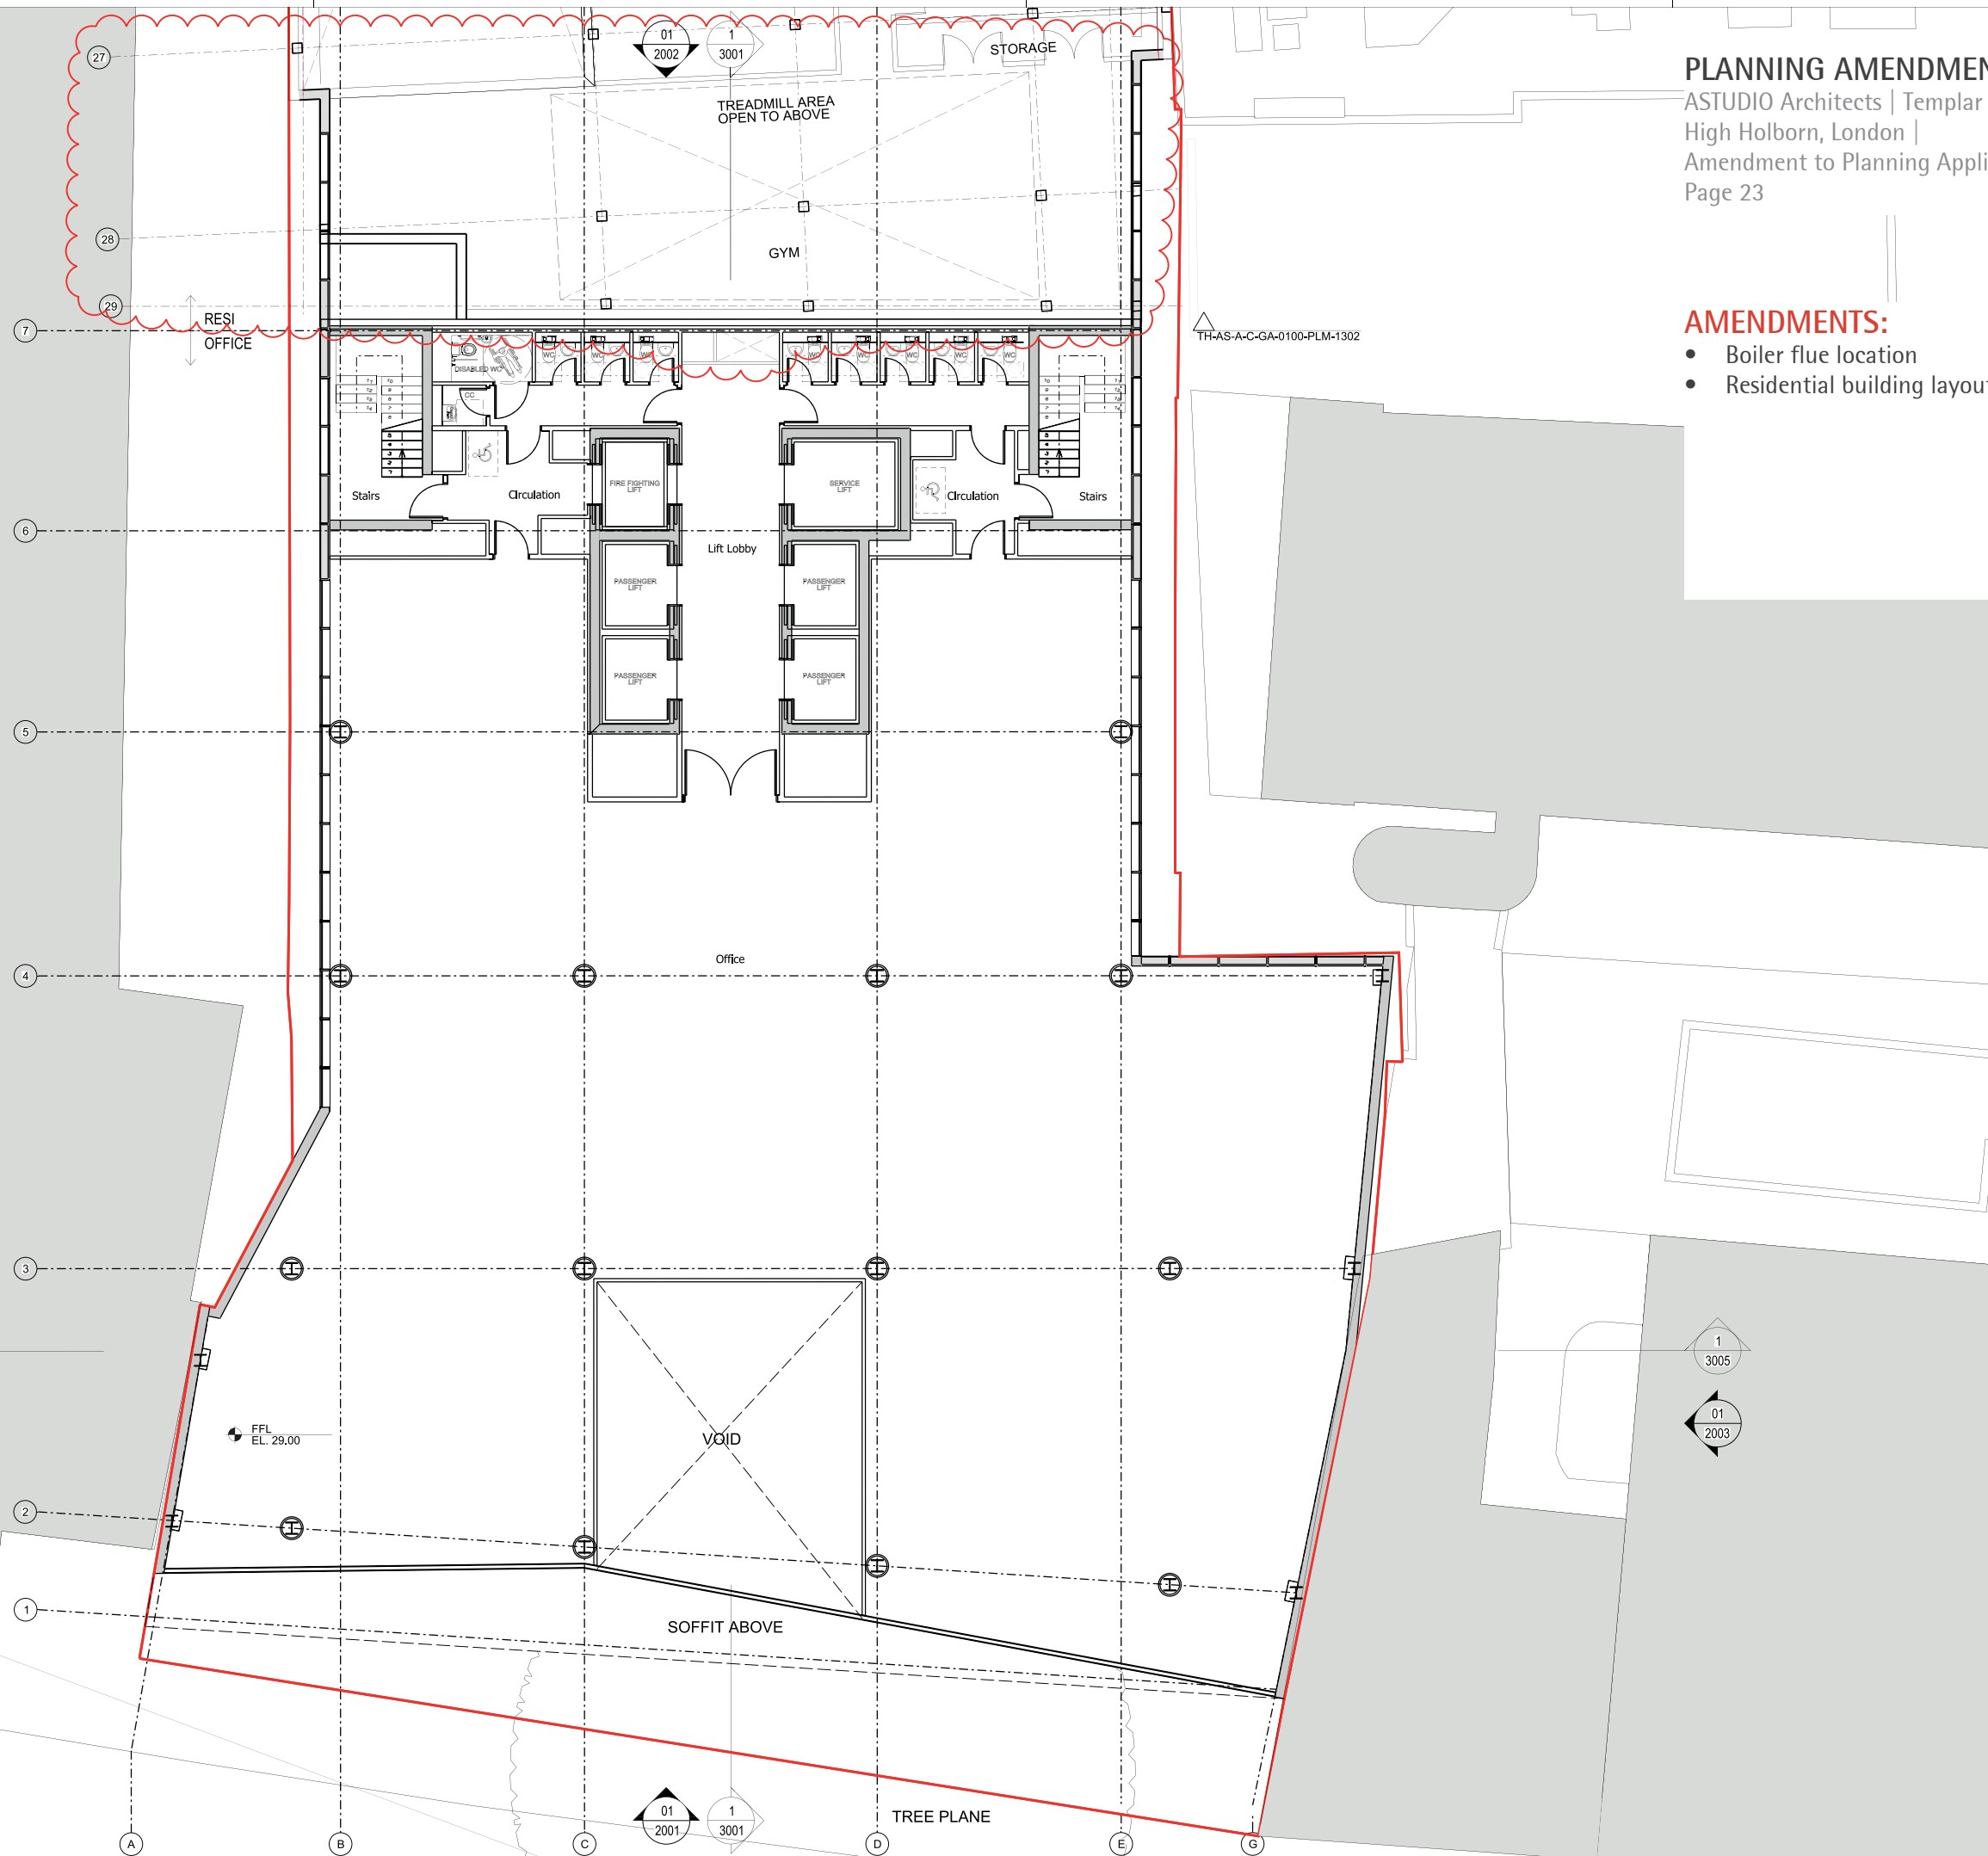 PLANNING AMENDMEN
ASTUDIO Architects | Templar
High Holborn, London |
Amendment to Planning Appli
Page 23
AMENDMENTS:
• Boiler flue location
• Residential building layou
27
28
29
7
6
5
4
3
2
1
01
2002
1
3001
STORAGE
TREADMILL AREA
OPEN TO ABOVE
GYM
RESI
OFFICE
TH-AS-A-C-GA-0100-PLM-1302
DISABLED WC
CC
WC
WC
WC
WC
WC
WC
WC
WC
Stairs
Circulation
FIRE FIGHTING
LIFT
SERVICE
LIFT
Circulation
Stairs
Lift Lobby
PASSENGER
LIFT
PASSENGER
LIFT
PASSENGER
LIFT
PASSENGER
LIFT
Office
VOID
FFL
EL. 29.00
1
3005
01
2003
SOFFIT ABOVE
TREE PLANE
01
2001
1
3001
A
B
C
D
E
G